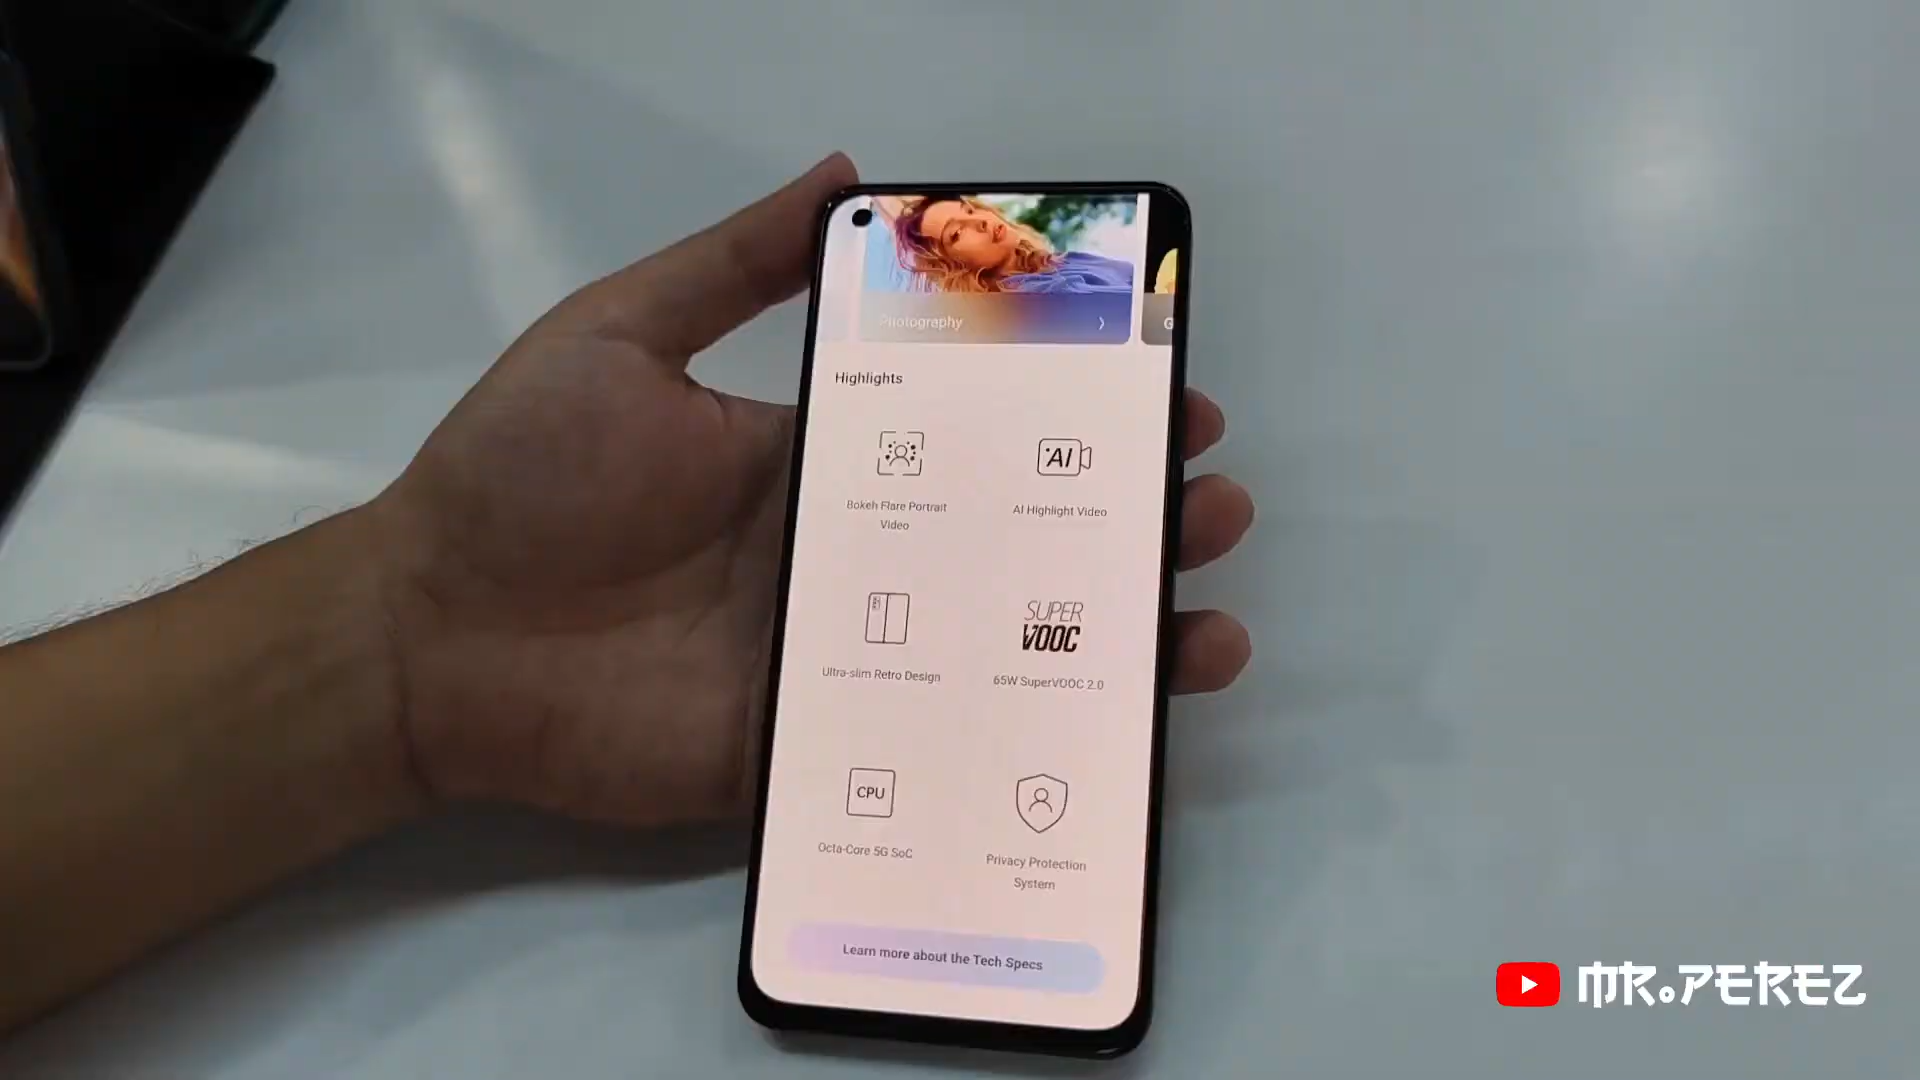 Photography
G
Highlights
Bokeh Flare Portrait
Video
AI
AI Highlight Video
Ultra-slim Retro Design
SUPER
VOOC
65W SuperVOOC 2.0
CPU
Octa-Core 5G SoC
Privacy Protection
System
Learn more about the Tech Specs
MR.PEREZ